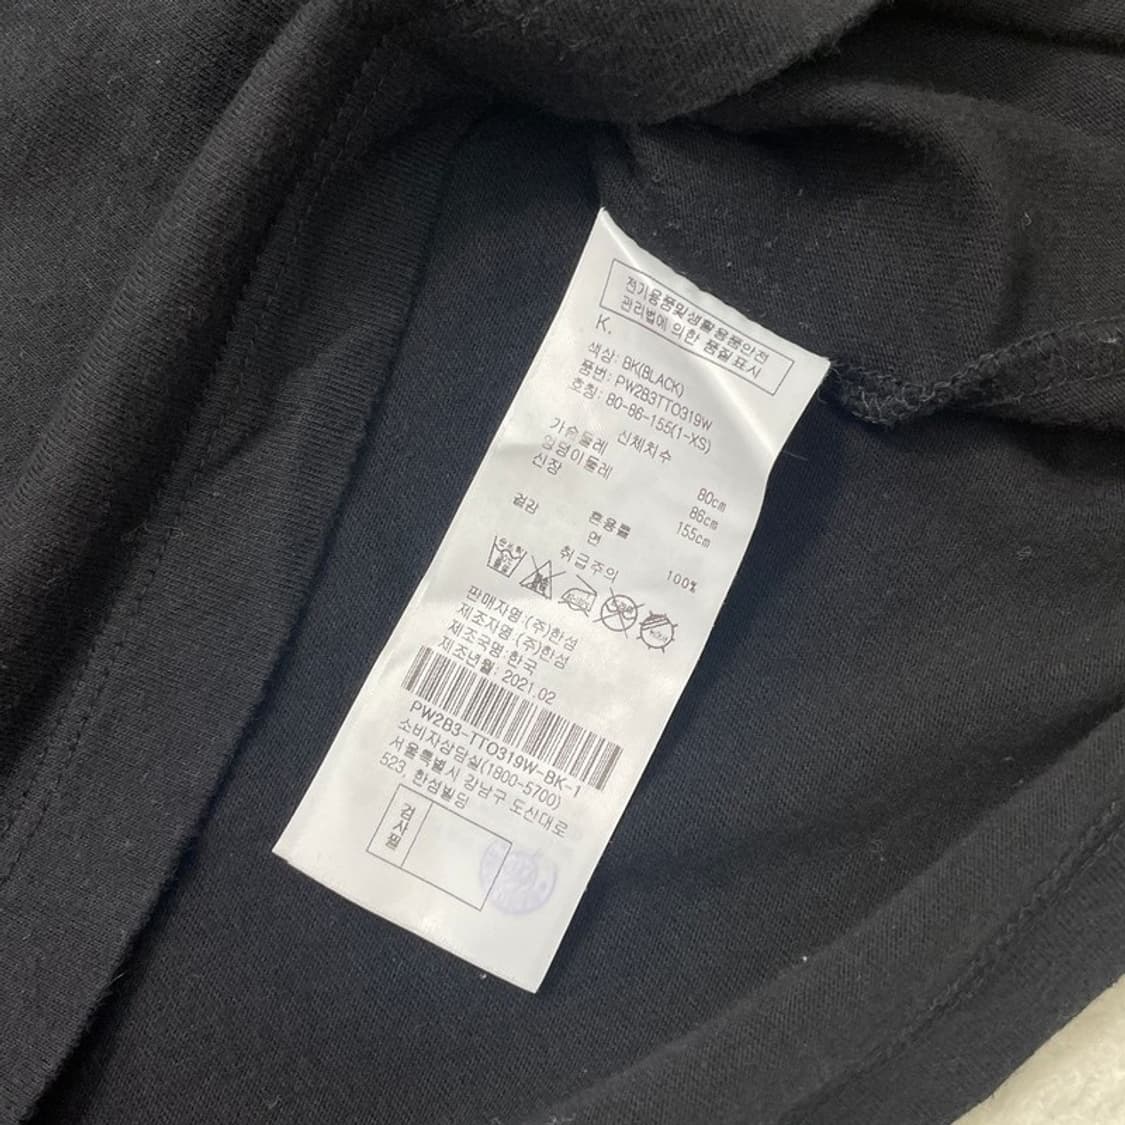 전기용품및생활용품안전
관리법에 의한 품질표시
K.
색상: BK(BLACK)
품번: PW2B3TTO319W
호칭: 80-86-155(1-XS)
신체치수
가슴둘레 80cm
엉덩이둘레 86cm
신장 155cm
겉감 혼용률
면 100%
취급주의
판매자명:(주)한섬
제조자명:(주)한섬
제조국명:한국
제조년월: 2021.02
PW2B3-TTO319W-BK-1
소비자상담실(1800-5700)
서울특별시 강남구 도산대로
523, 한섬빌딩
검사필